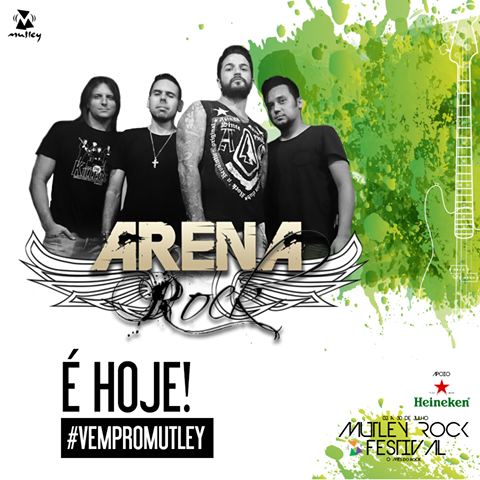 mutley
ARENA
Rock
É HOJE!
#VEMPROMUTLEY
APOIO
Heineken
MUTLEY ROCK
FESTIVAL